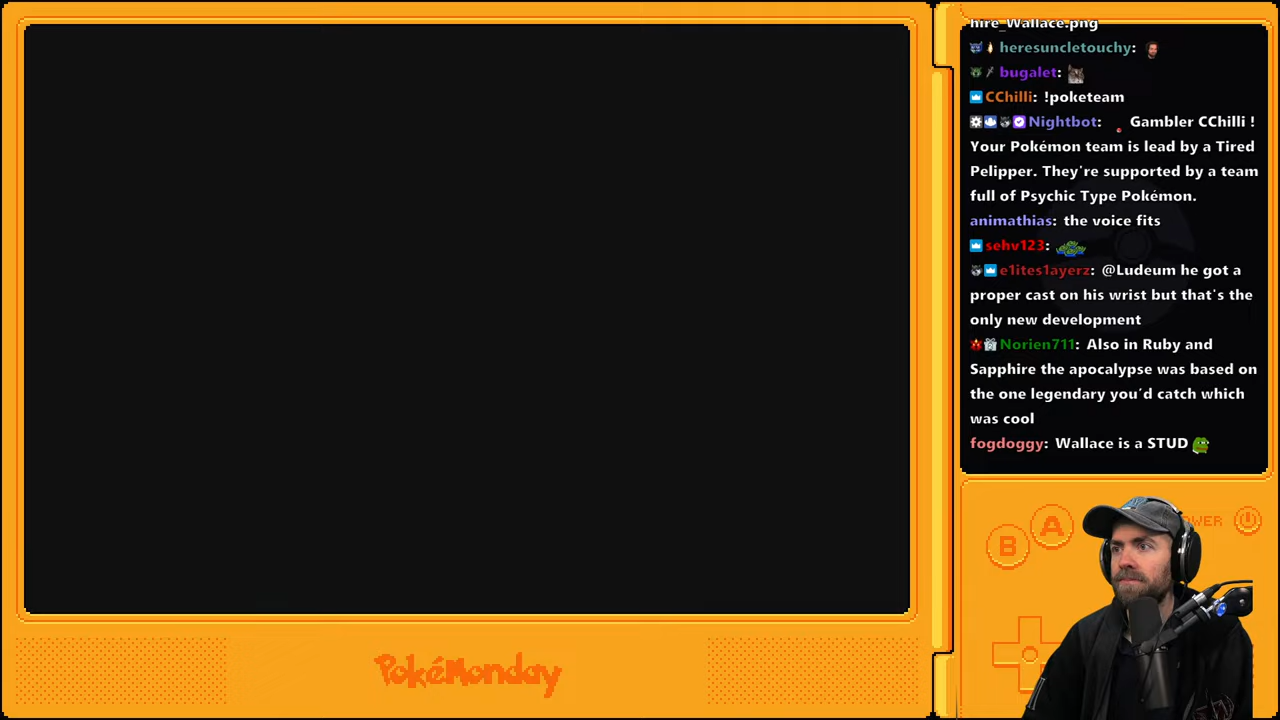 hire_Wallace.png
heresuncletouchy:
bugalet:
CChilli: !poketeam
Nightbot: Gambler CChilli !
Your Pokémon team is lead by a Tired
Pelipper. They're supported by a team
full of Psychic Type Pokémon.
animathias: the voice fits
sehv123:
e1ites1ayerz: @Ludeum he got a
proper cast on his wrist but that's the
only new development
Norien711: Also in Ruby and
Sapphire the apocalypse was based on
the one legendary you'd catch which
was cool
fogdoggy: Wallace is a STUD
A
B
PokéMonday